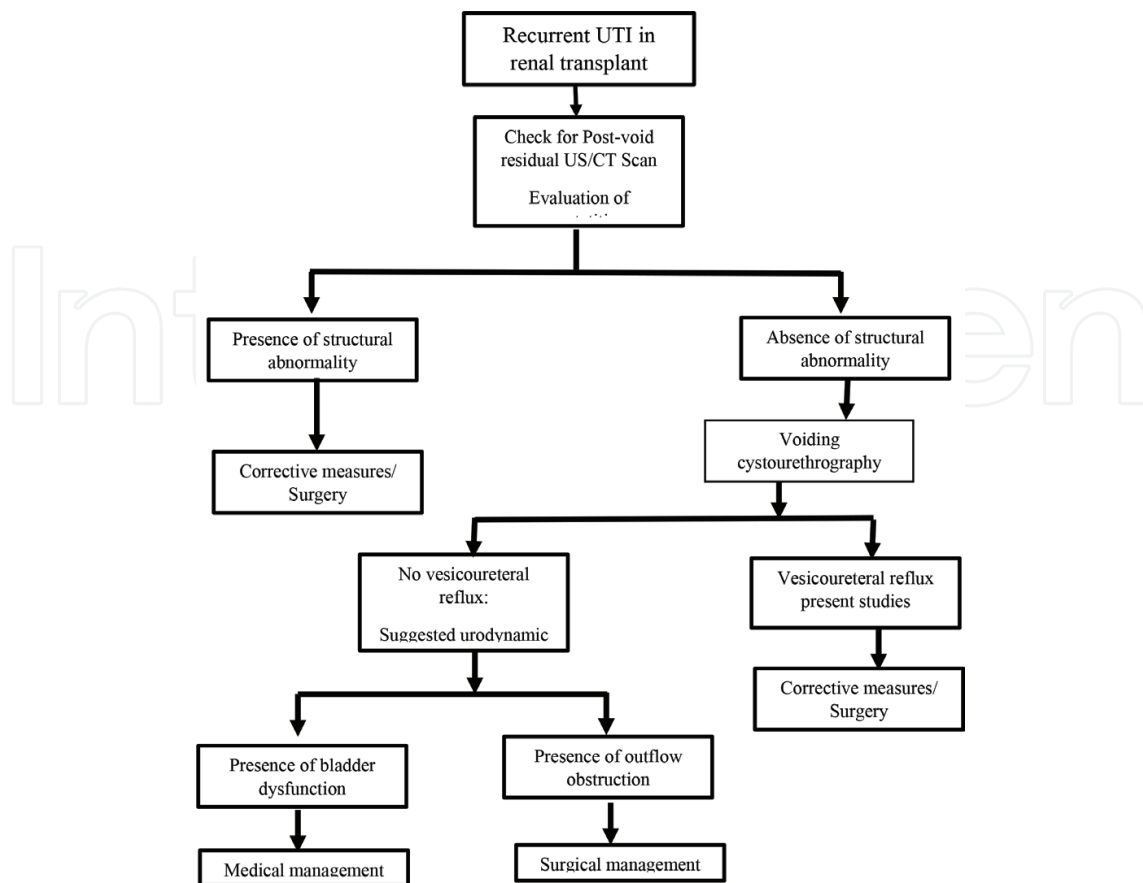 Recurrent UTI in
renal transplant
Check for Post-void
residual US/CT Scan
Evaluation of
Presence of structural
abnormality
Absence of structural
abnormality
Corrective measures/
Surgery
Voiding
cystourethrography
No vesicoureteral
reflux:
Suggested urodynamic
Vesicoureteral reflux
present studies
Corrective measures/
Surgery
Presence of bladder
dysfunction
Presence of outflow
obstruction
Medical management
Surgical management